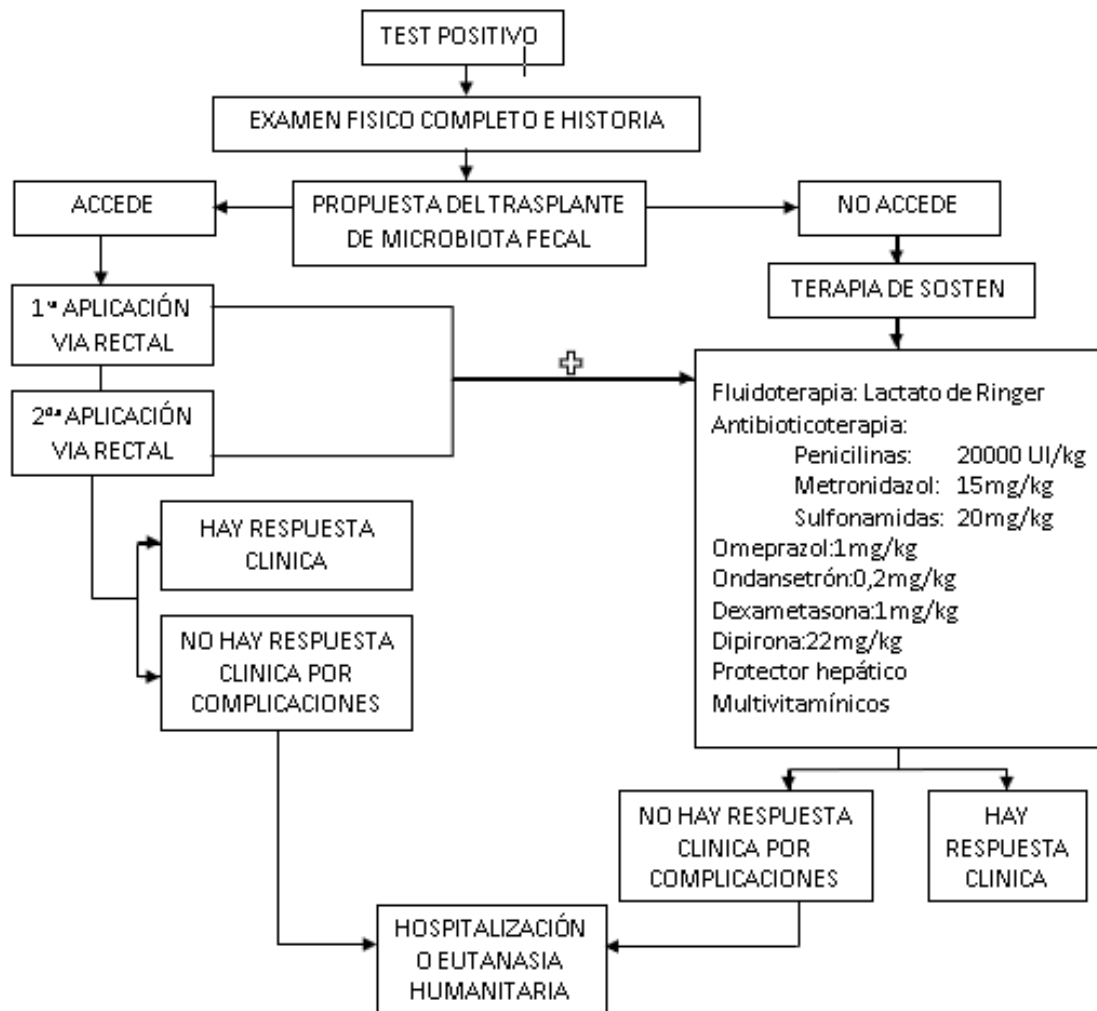 TEST POSITIVO
EXAMEN FISICO COMPLETO E HISTORIA
ACCEDE
PROPUESTA DEL TRASPLANTE
DE MICROBIOTA FECAL
NO ACCEDE
1ra APLICACIÓN
VIA RECTAL
2da APLICACIÓN
VIA RECTAL
TERAPIA DE SOSTEN
Fluidoterapia: Lactato de Ringer
Antibioticoterapia:
Penicilinas: 20000 UI/kg
Metronidazol: 15mg/kg
Sulfonamidas: 20mg/kg
Omeprazol:1mg/kg
Ondansetrón:0,2mg/kg
Dexametasona:1mg/kg
Dipirona:22mg/kg
Protector hepático
Multivitamínicos
HAY RESPUESTA
CLINICA
NO HAY RESPUESTA
CLINICA POR
COMPLICACIONES
NO HAY RESPUESTA
CLINICA POR
COMPLICACIONES
HAY
RESPUESTA
CLINICA
HOSPITALIZACIÓN
O EUTANASIA
HUMANITARIA